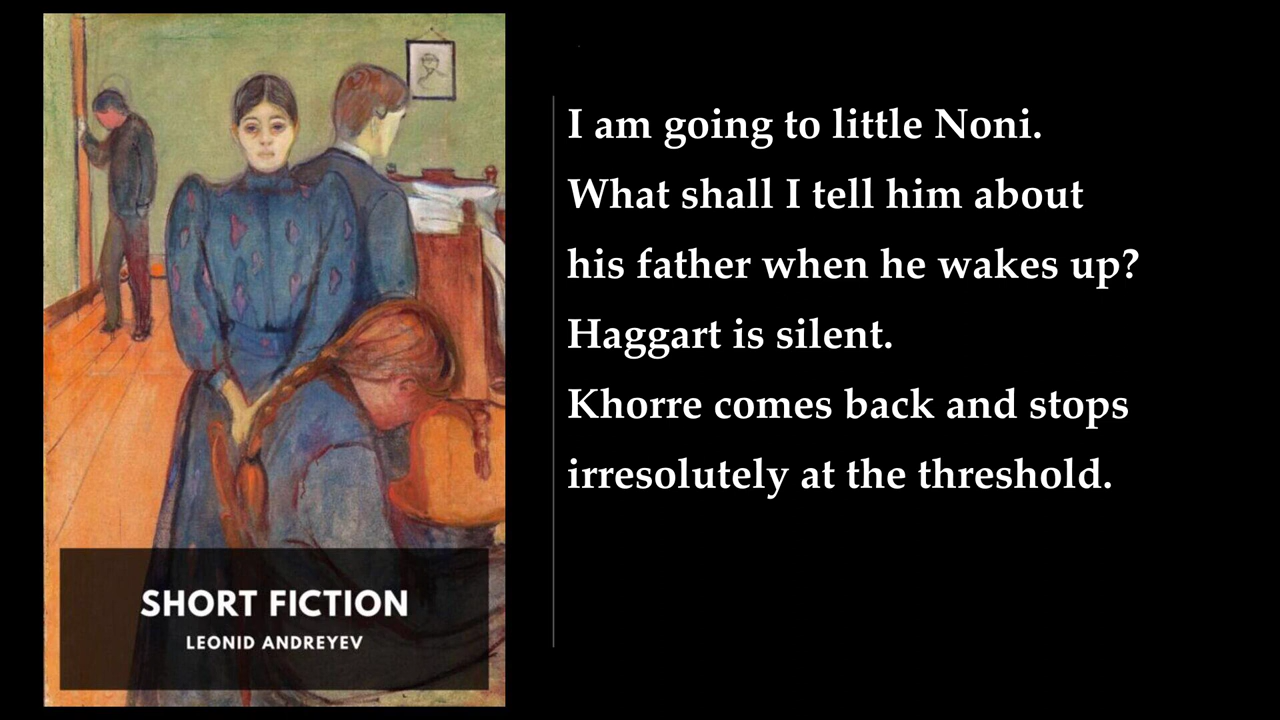 I am going to little Noni.
What shall I tell him about
his father when he wakes up?
Haggart is silent.
Khorre comes back and stops
irresolutely at the threshold.
SHORT FICTION
LEONID ANDREYEV